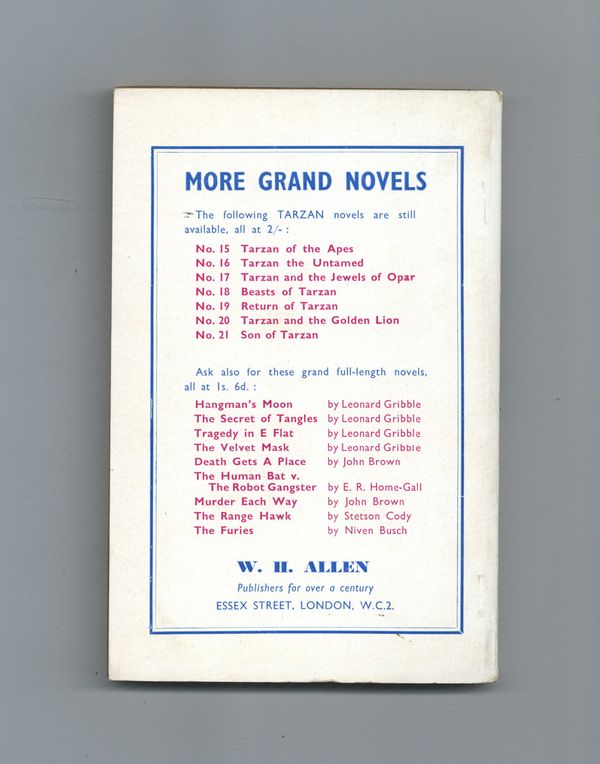 MORE GRAND NOVELS
The following TARZAN novels are still
available, all at 2/- :
No. 15 Tarzan of the Apes
No. 16 Tarzan the Untamed
No. 17 Tarzan and the Jewels of Opar
No. 18 Beasts of Tarzan
No. 19 Return of Tarzan
No. 20 Tarzan and the Golden Lion
No. 21 Son of Tarzan
Ask also for these grand full-length novels,
all at 1s. 6d. :
Hangman's Moon by Leonard Gribble
The Secret of Tangles by Leonard Gribble
Tragedy in E Flat by Leonard Gribble
The Velvet Mask by Leonard Gribble
Death Gets A Place by John Brown
The Human Bat v.
The Robot Gangster by E. R. Home-Gall
Murder Each Way by John Brown
The Range Hawk by Stetson Cody
The Furies by Niven Busch
W. H. ALLEN
Publishers for over a century
ESSEX STREET, LONDON, W.C.2.